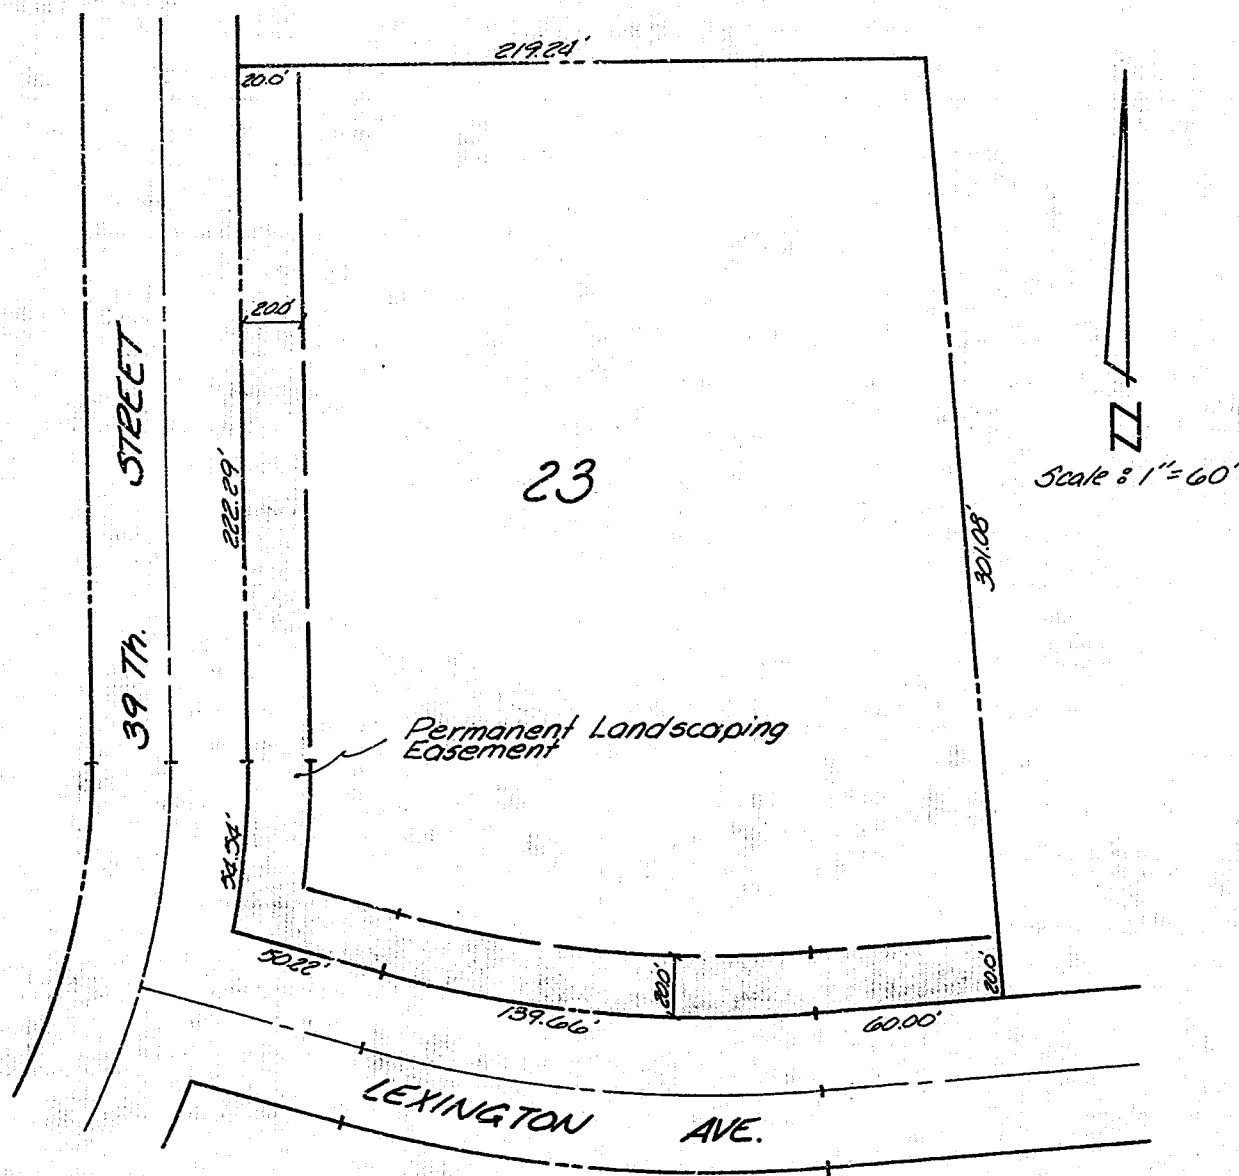 219.24'
20.0'
20.0'
STREET
222.29'
23
Scale : 1" = 60'
301.08'
39 Th.
Permanent Landscaping
Easement
54.54'
50.22'
20.0'
20.0'
139.66'
60.00'
LEXINGTON AVE.